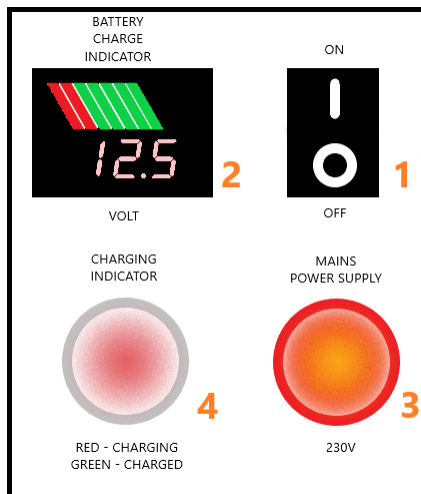 BATTERY
CHARGE
INDICATOR
12.5
2
VOLT
ON
1
OFF
CHARGING
INDICATOR
4
RED - CHARGING
GREEN - CHARGED
MAINS
POWER SUPPLY
3
230V